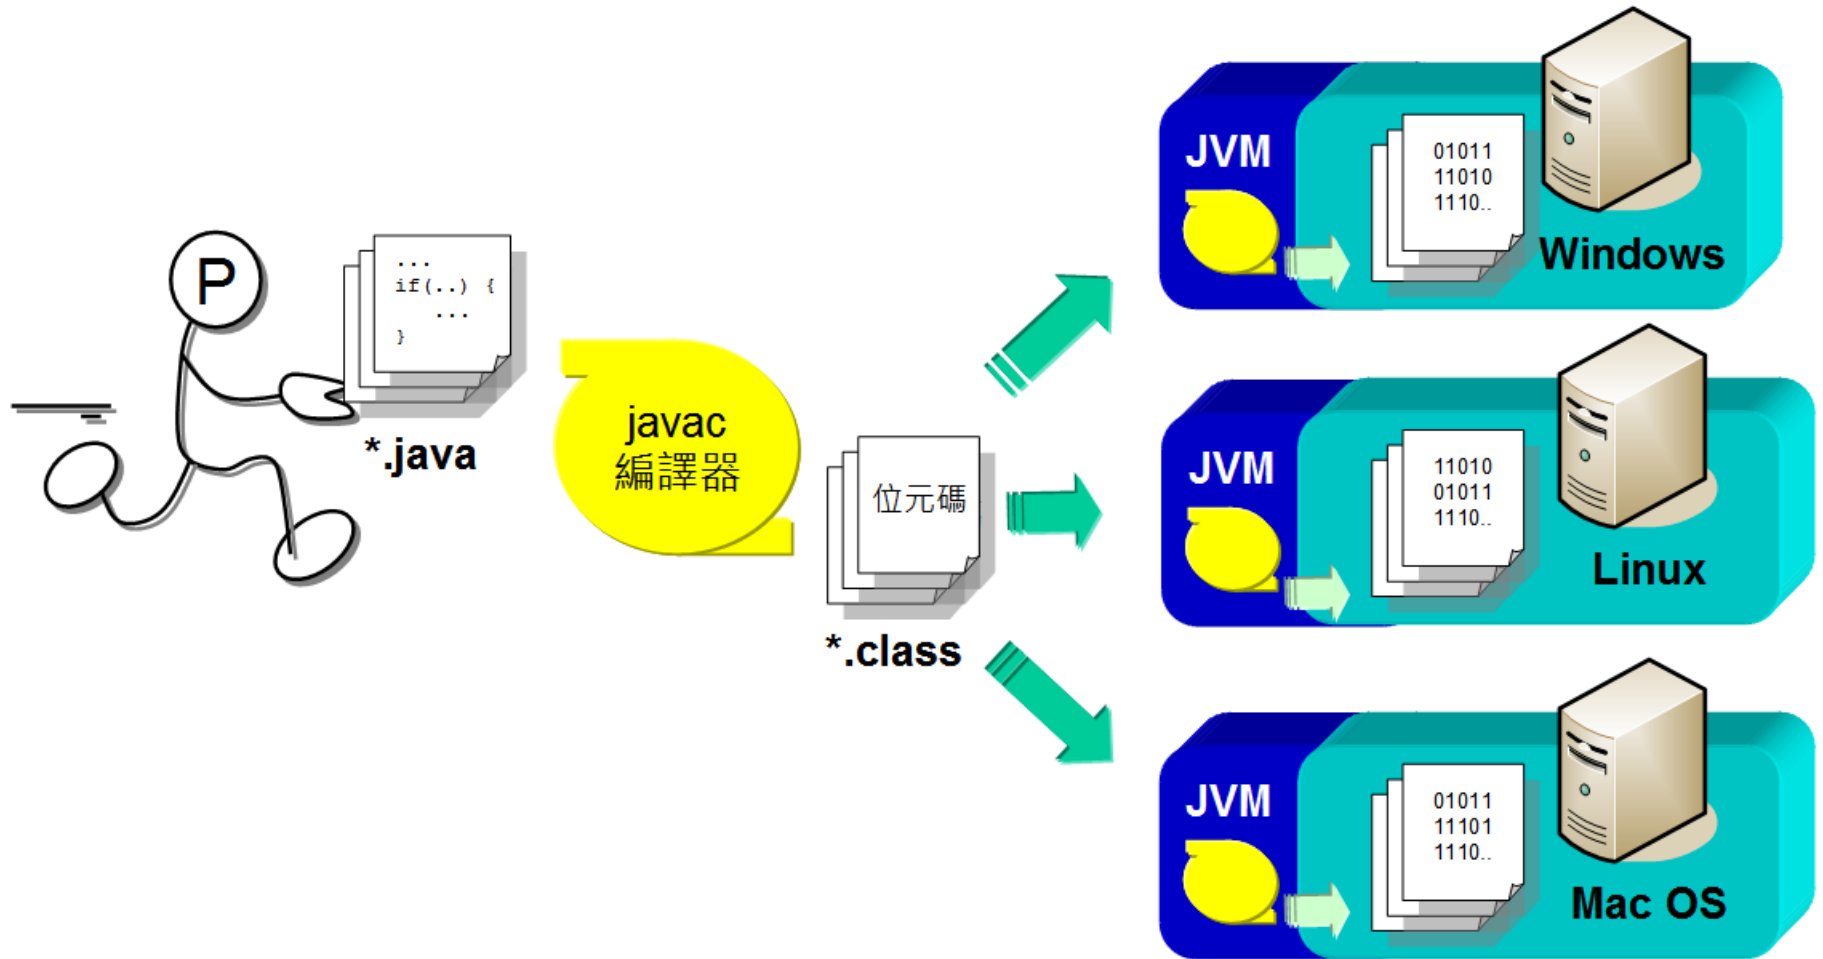 P
...
if(..) {
...
}
*.java
javac
編譯器
位元碼
*.class
JVM
01011
11010
1110..
Windows
JVM
11010
01011
1110..
Linux
JVM
01011
11101
1110..
Mac OS